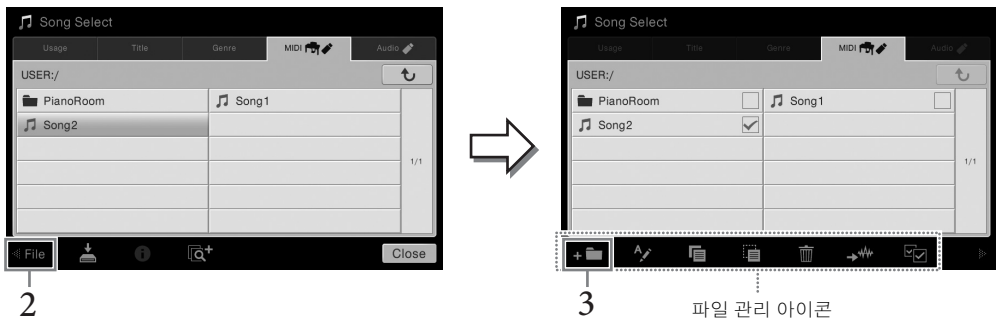 Song Select
Usage Title Genre MIDI Audio
USER:/
PianoRoom Song1
Song2
1/1
File Close
2
Song Select
Usage Title Genre MIDI Audio
USER:/
PianoRoom Song1
Song2
1/1
3
파일 관리 아이콘